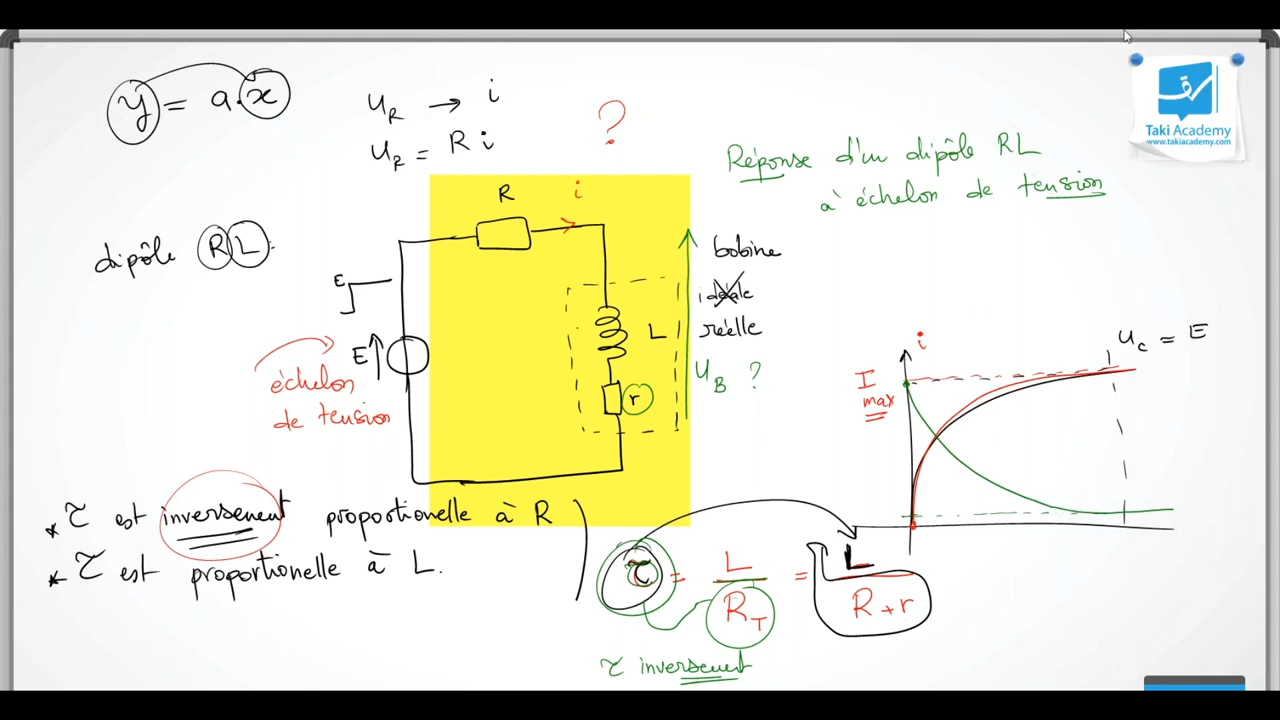 y = a.x
u_R → i
u_R = R i
?
Taki Academy
www.takiacademy.com
Réponse d'un dipôle RL
à échelon de tension
dipôle RL:
R
i
E
E
échelon
de tension
L
r
bobine
idéale
réelle
u_B ?
i
u_C = E
I max
* τ est inversement proportionelle à R
* τ est proportionelle à L.
τ = L / R_T = L / R + r
τ inversement